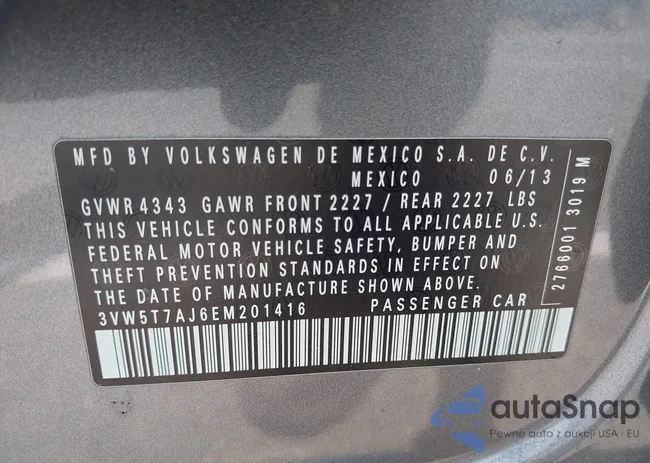 MFD BY VOLKSWAGEN DE MEXICO S.A. DE C.V.
MEXICO 06/13
GVWR 4343 GAWR FRONT 2227 / REAR 2227 LBS
THIS VEHICLE CONFORMS TO ALL APPLICABLE U.S.
FEDERAL MOTOR VEHICLE SAFETY, BUMPER AND
THEFT PREVENTION STANDARDS IN EFFECT ON
THE DATE OF MANUFACTURE SHOWN ABOVE.
3VW5T7AJ6EM201416 PASSENGER CAR
2766001 3019 M
autoSnap
Pewne auta z aukcji USA i EU